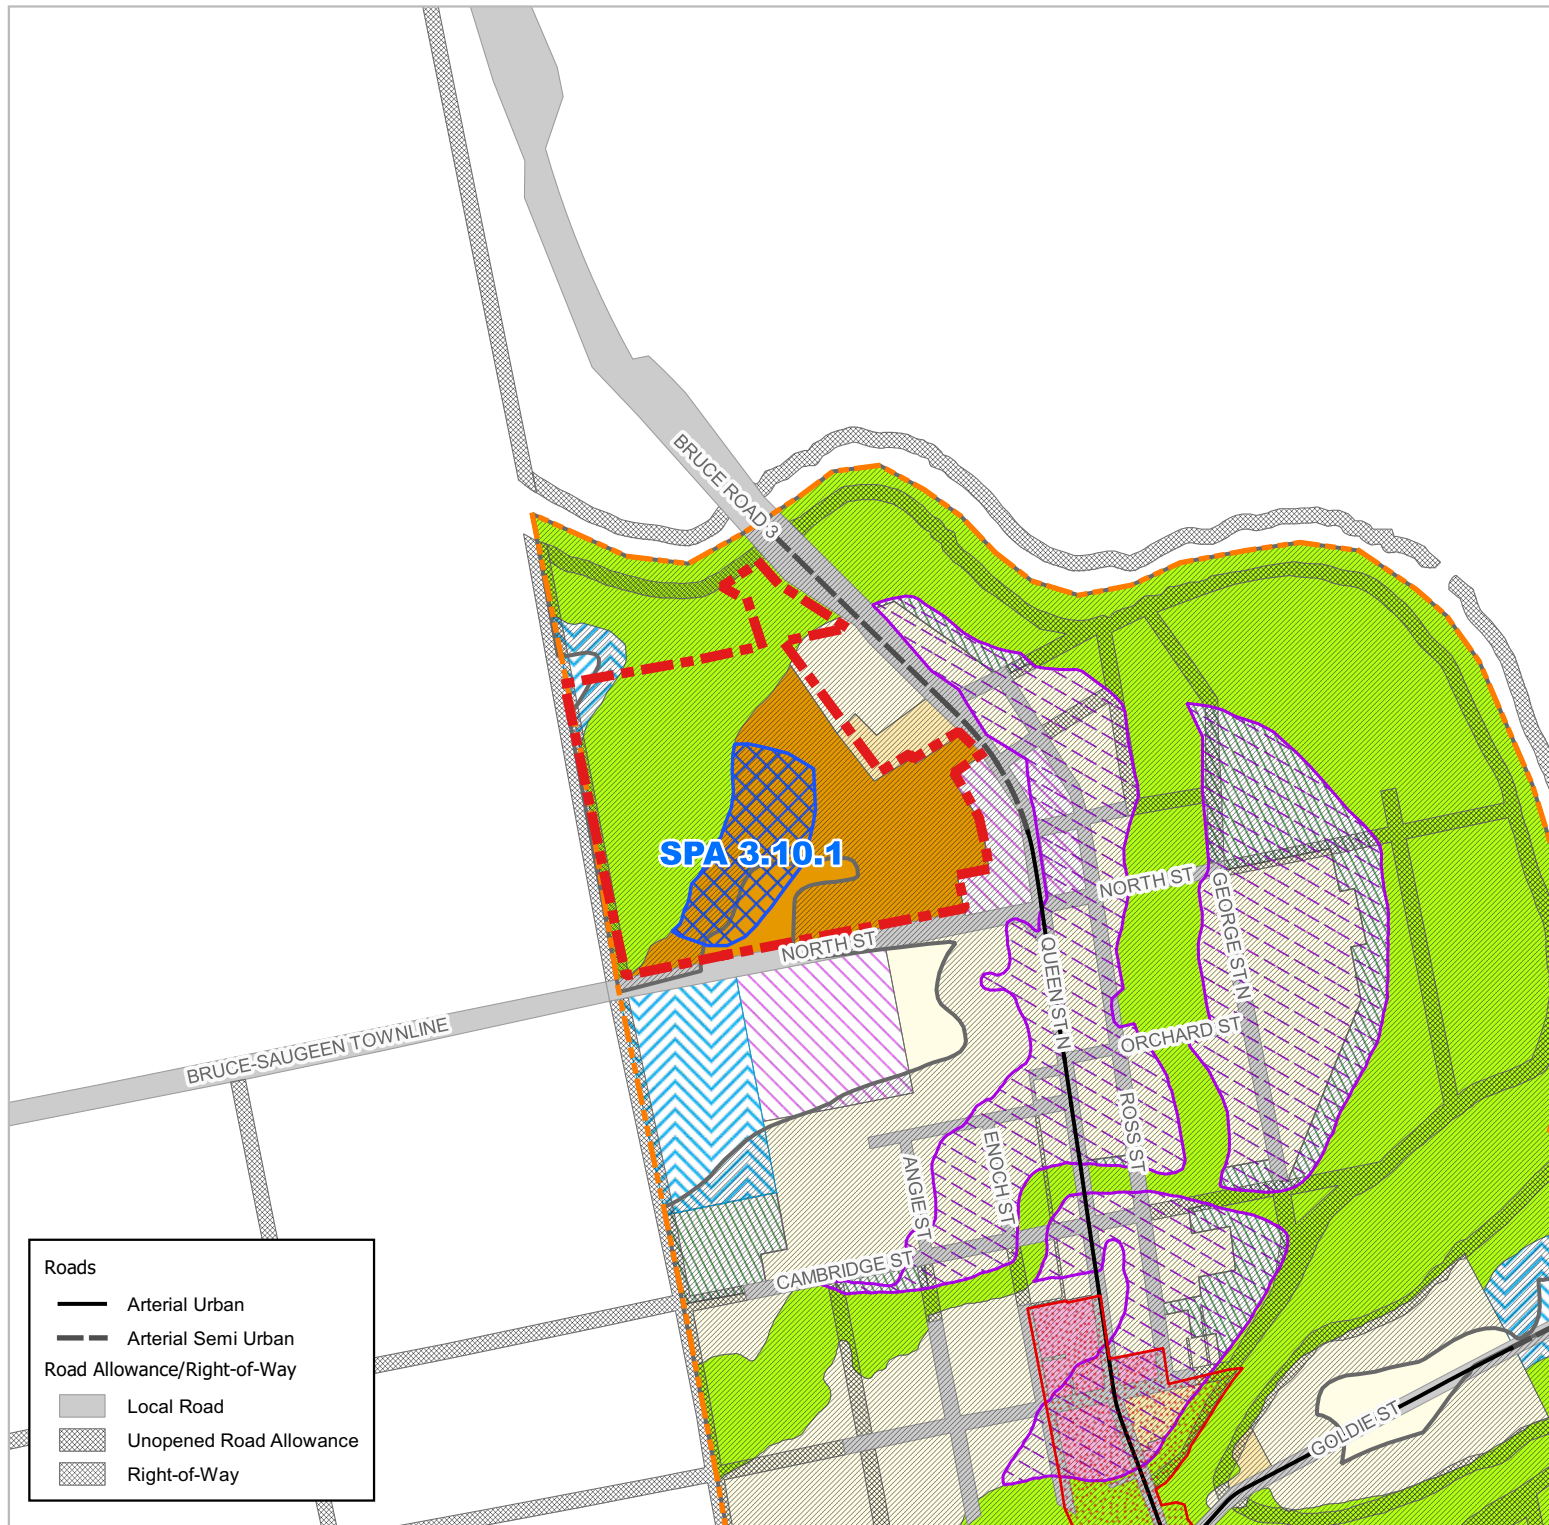 BRUCE ROAD 3
SPA 3.10.1
NORTH ST
GEORGE ST N
NORTH ST
QUEEN ST N
BRUCE-SAUGEEN TOWNLINE
ORCHARD ST
ROSS ST
ENOCH ST
ANGIE ST
CAMBRIDGE ST
GOLDIE ST
Roads
Arterial Urban
Arterial Semi Urban
Road Allowance/Right-of-Way
Local Road
Unopened Road Allowance
Right-of-Way